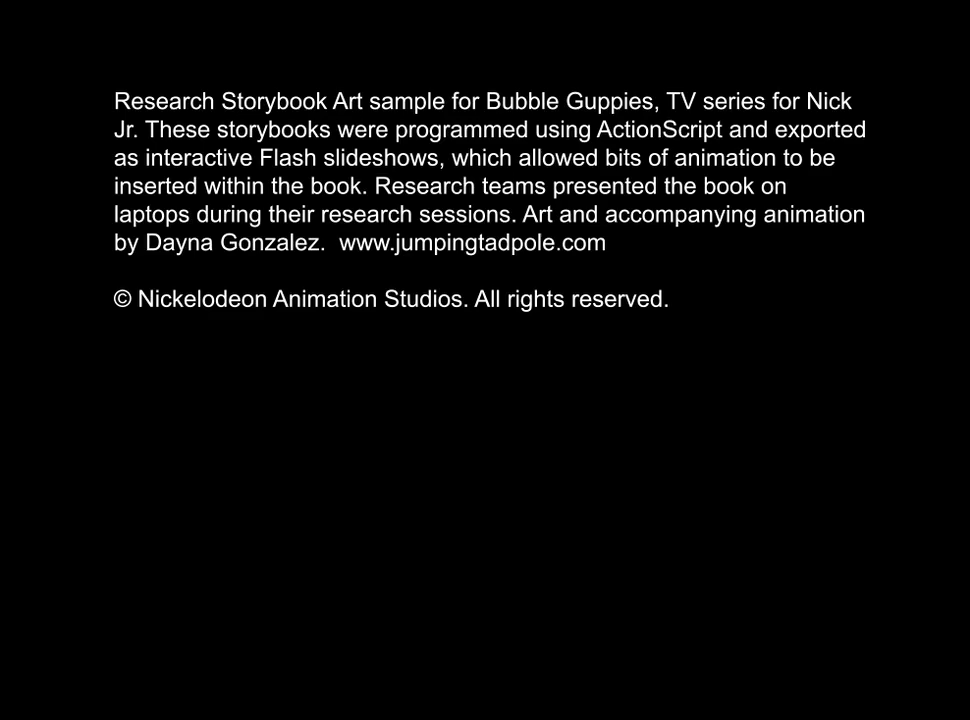 Research Storybook Art sample for Bubble Guppies, TV series for Nick
Jr. These storybooks were programmed using ActionScript and exported
as interactive Flash slideshows, which allowed bits of animation to be
inserted within the book. Research teams presented the book on
laptops during their research sessions. Art and accompanying animation
by Dayna Gonzalez.  www.jumpingtadpole.com
© Nickelodeon Animation Studios. All rights reserved.